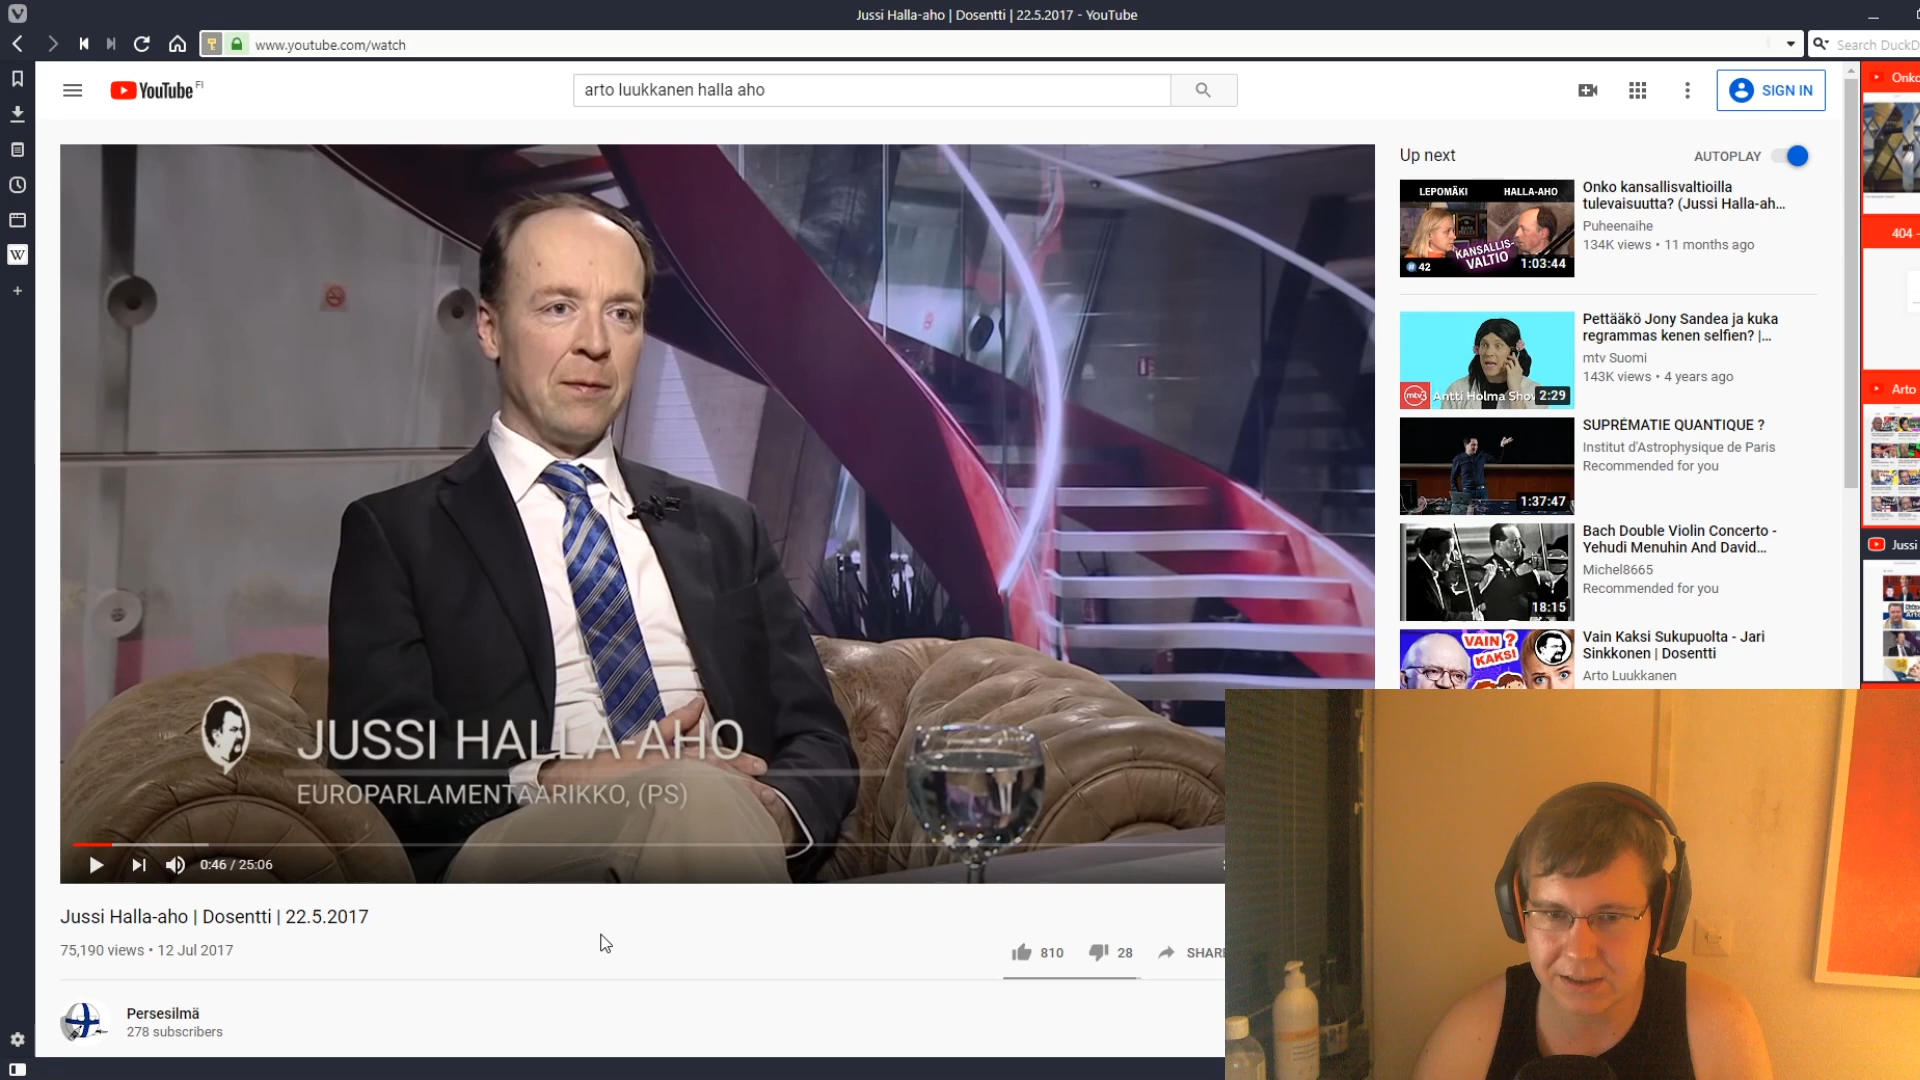 Jussi Halla-aho | Dosentti | 22.5.2017 - YouTube
www.youtube.com/watch
Search DuckD
YouTube FI
arto luukkanen halla aho
SIGN IN
JUSSI HALLA-AHO
EUROPARLAMENTAARIKKO, (PS)
0:46 / 25:06
Jussi Halla-aho | Dosentti | 22.5.2017
75,190 views • 12 Jul 2017
810
28
SHARE
Persesilmä
278 subscribers
Up next
AUTOPLAY
LEPOMÄKI HALLA-AHO
KANSALLIS-
VALTIO
# 42
1:03:44
Onko kansallisvaltioilla
tulevaisuutta? (Jussi Halla-ah...
Puheenaihe
134K views • 11 months ago
mtv3
Antti Holma Show
2:29
Pettääkö Jony Sandea ja kuka
regrammas kenen selfien? |...
mtv Suomi
143K views • 4 years ago
1:37:47
SUPRÉMATIE QUANTIQUE ?
Institut d'Astrophysique de Paris
Recommended for you
18:15
Bach Double Violin Concerto -
Yehudi Menuhin And David...
Michel8665
Recommended for you
VAIN ?
KAKSI
Vain Kaksi Sukupuolta - Jari
Sinkkonen | Dosentti
Arto Luukkanen
Onko
404 -
Arto
Jussi
W